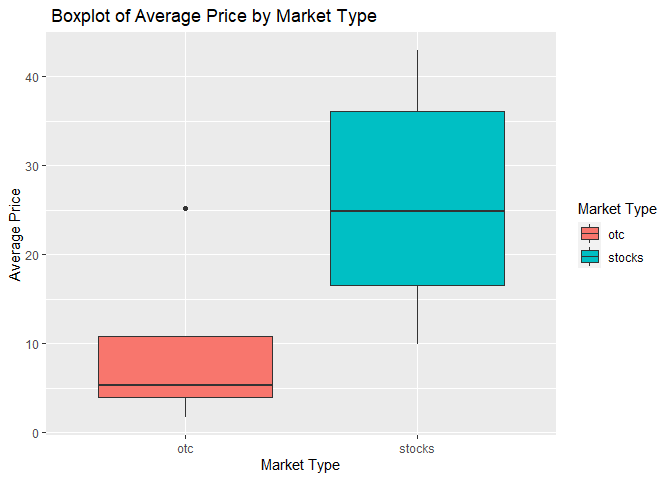 Boxplot of Average Price by Market Type
Average Price
40
30
20
10
0
otc
stocks
Market Type
Market Type
otc
stocks